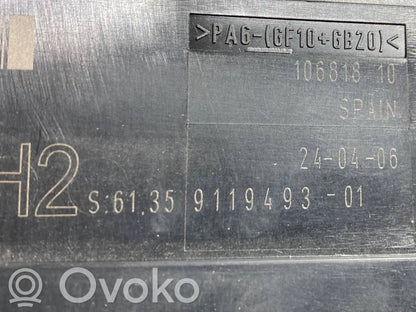 >PA6-(GF10+GB20)<
106818 10
SPAIN
24-04-06
H2 S:61.35 9119493-01
Ovoko